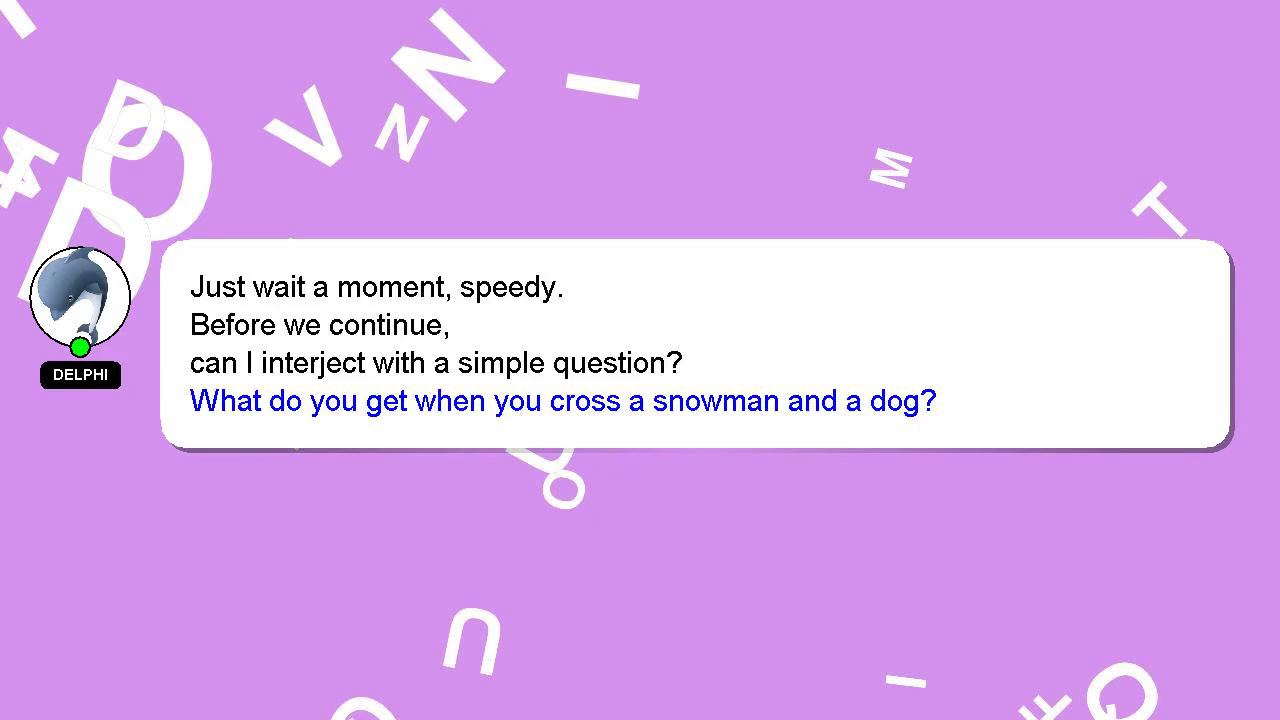 Just wait a moment, speedy.
Before we continue,
can I interject with a simple question?
What do you get when you cross a snowman and a dog?
DELPHI